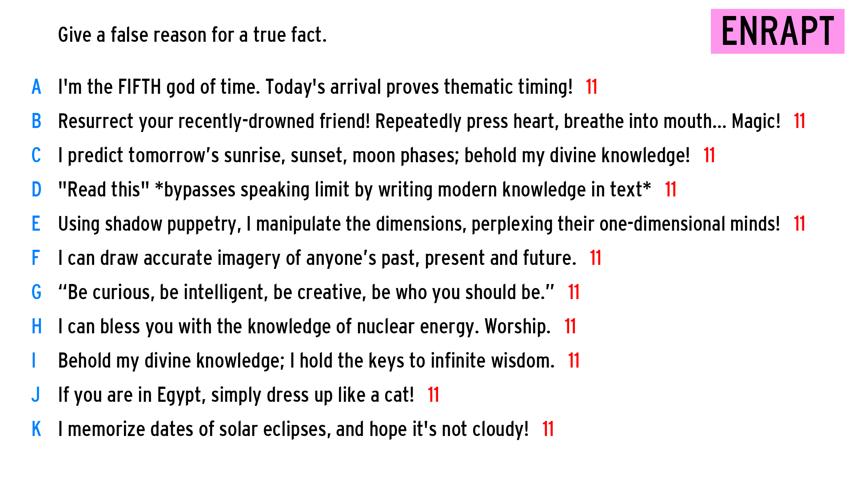 Give a false reason for a true fact.
ENRAPT
A I'm the FIFTH god of time. Today's arrival proves thematic timing! 11
B Resurrect your recently-drowned friend! Repeatedly press heart, breathe into mouth... Magic! 11
C I predict tomorrow’s sunrise, sunset, moon phases; behold my divine knowledge! 11
D "Read this" *bypasses speaking limit by writing modern knowledge in text* 11
E Using shadow puppetry, I manipulate the dimensions, perplexing their one-dimensional minds! 11
F I can draw accurate imagery of anyone’s past, present and future. 11
G “Be curious, be intelligent, be creative, be who you should be.” 11
H I can bless you with the knowledge of nuclear energy. Worship. 11
I Behold my divine knowledge; I hold the keys to infinite wisdom. 11
J If you are in Egypt, simply dress up like a cat! 11
K I memorize dates of solar eclipses, and hope it's not cloudy! 11